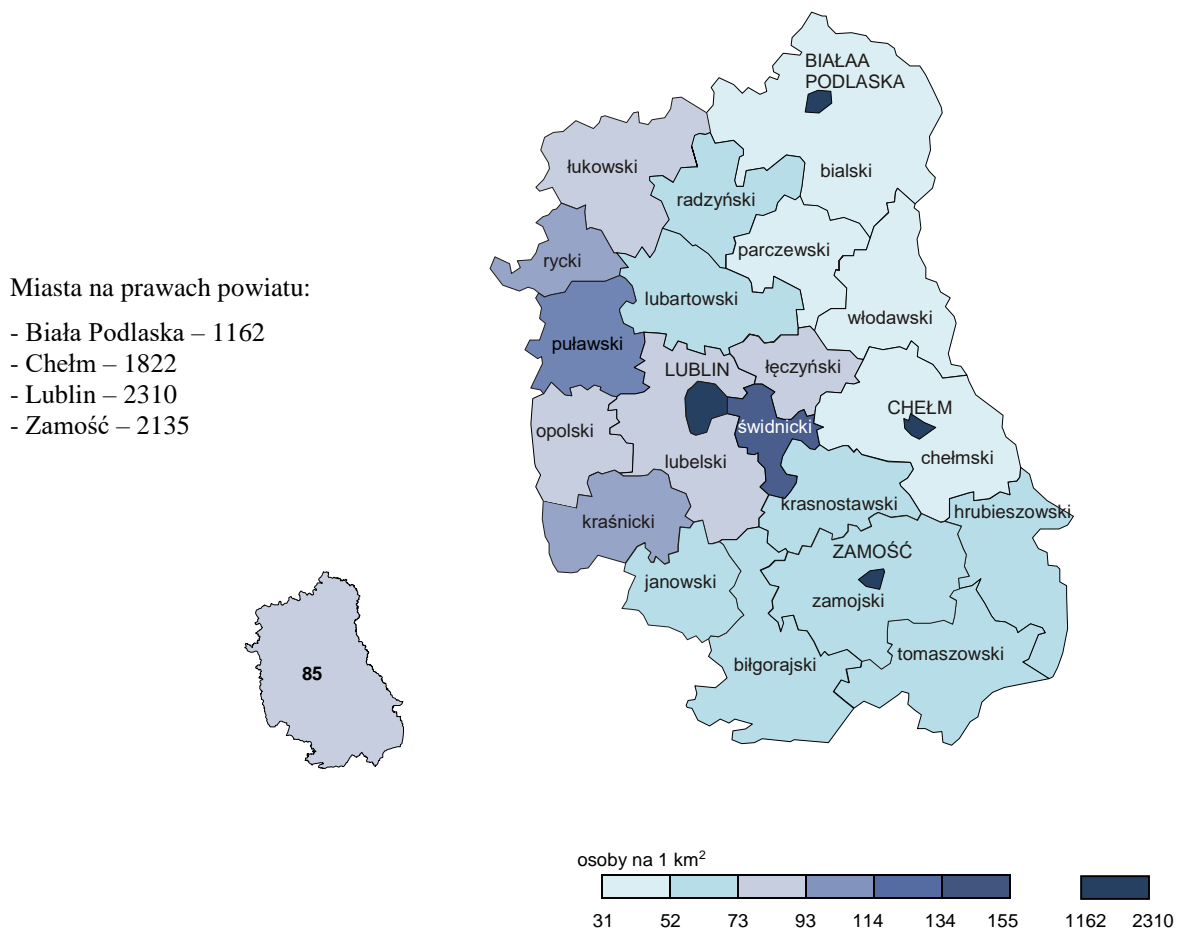 BIAŁAA
PODLASKA
łukowski
bialski
radzyński
parczewski
rycki
Miasta na prawach powiatu:
lubartowski
włodawski
- Biała Podlaska – 1162
puławski
- Chełm – 1822
LUBLIN
łęczyński
- Lublin – 2310
CHEŁM
- Zamość – 2135
świdnicki
opolski
lubelski
chełmski
krasnostawski
hrubieszowski
kraśnicki
ZAMOŚĆ
janowski
zamojski
tomaszowski
biłgorajski
85
osoby na 1 km²
31 52 73 93 114 134 155 1162 2310